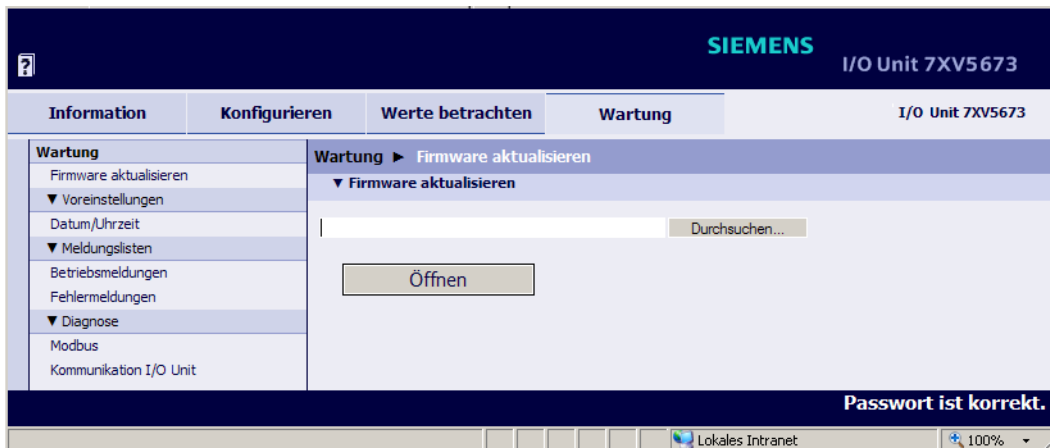 SIEMENS
?
I/O Unit 7XV5673
Information Konfigurieren Werte betrachten Wartung I/O Unit 7XV5673
Wartung
Firmware aktualisieren
▼ Voreinstellungen
Datum/Uhrzeit
▼ Meldungslisten
Betriebsmeldungen
Fehlermeldungen
▼ Diagnose
Modbus
Kommunikation I/O Unit
Wartung ► Firmware aktualisieren
▼ Firmware aktualisieren
Durchsuchen...
Öffnen
Passwort ist korrekt.
Lokales Intranet 100%